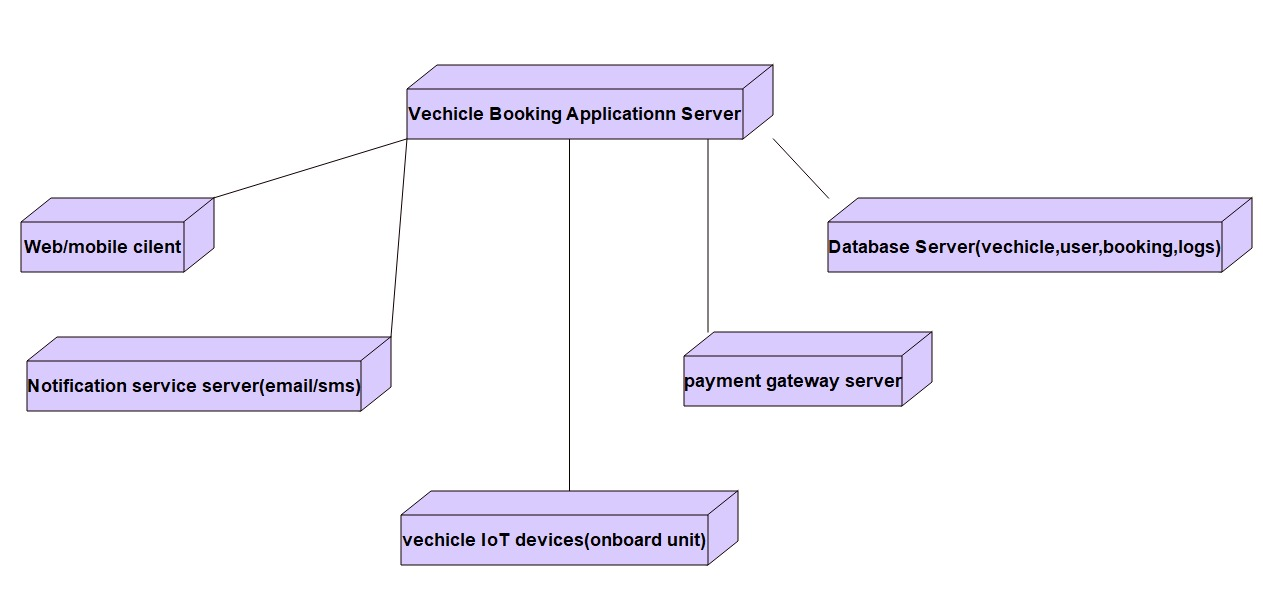 Vechicle Booking Applicationn Server
Web/mobile cilent
Database Server(vechicle,user,booking,logs)
Notification service server(email/sms)
payment gateway server
vechicle IoT devices(onboard unit)